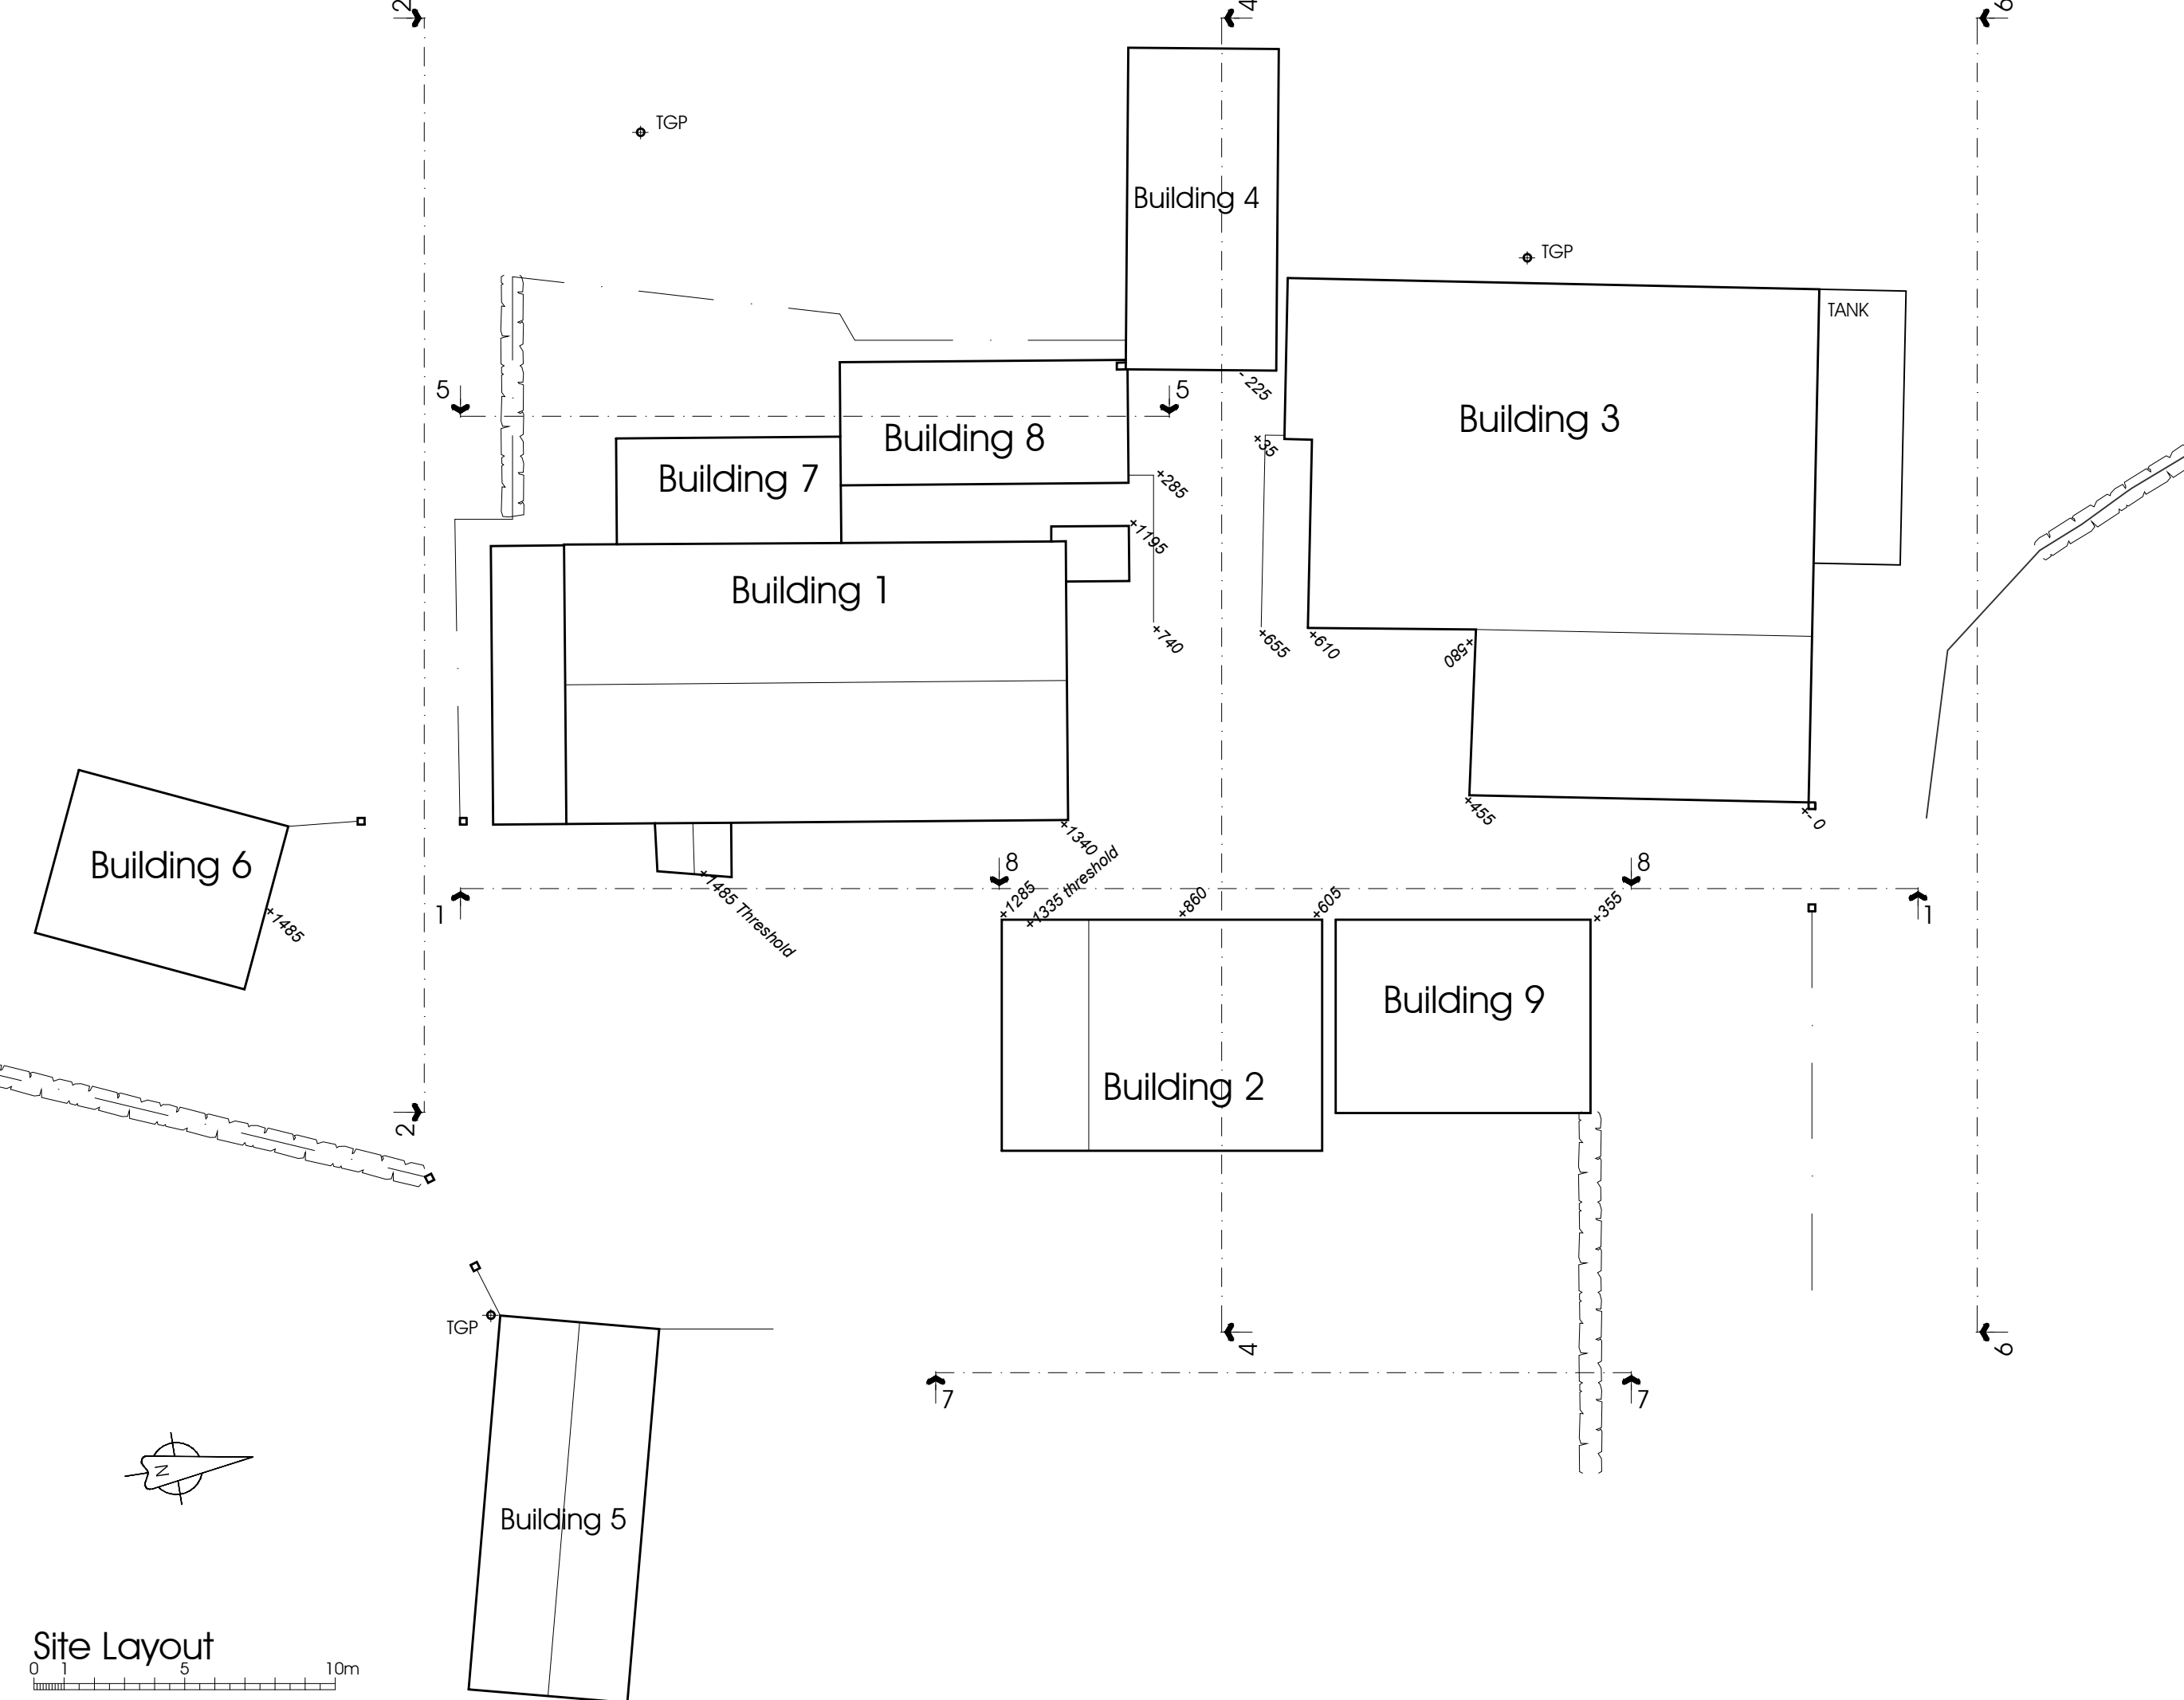 2
4
6
TGP
Building 4
TGP
TANK
5
5
- 225
Building 3
+35
Building 8
Building 7
+285
+1195
Building 1
+740
+655
+610
+580
+455
+- 0
+1340
Building 6
+1485
+1485 Threshold
1
8
+1285
+1335 threshold
+860
+605
8
+355
1
Building 9
Building 2
2
TGP
4
6
7
7
N
Building 5
Site Layout
0 1 5 10m